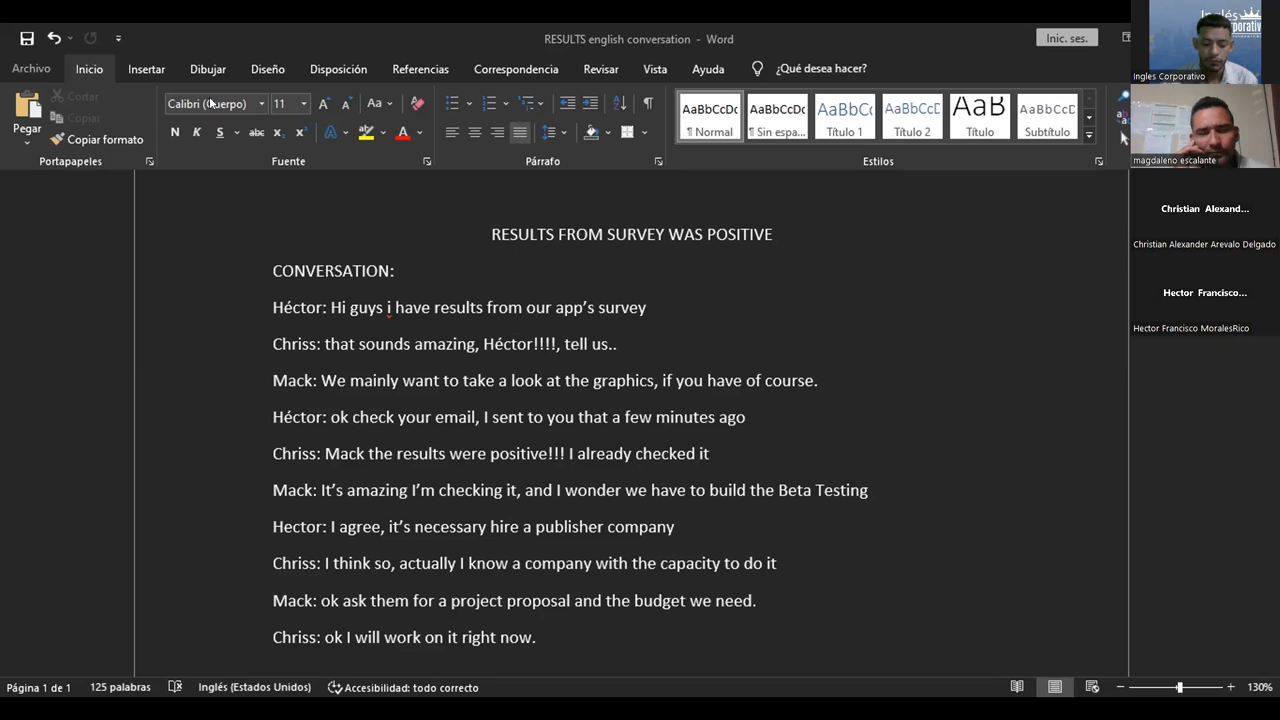 RESULTS english conversation - Word
Inic. ses.
Archivo Inicio Insertar Dibujar Diseño Disposición Referencias Correspondencia Revisar Vista Ayuda ¿Qué desea hacer?
Pegar
Cortar
Copiar
Copiar formato
Calibri (Cuerpo) 11
N K S abc x₂ x²
AaBbCcDc AaBbCcDc AaBbCcD AaBbCcD AaB AaBbCcD
¶ Normal ¶ Sin espa... Título 1 Título 2 Título Subtítulo
Portapapeles Fuente Párrafo Estilos
Inglés
Ingles Corporativo
magdaleno escalante
Christian Alexand...
Christian Alexander Arevalo Delgado
Hector Francisco...
Hector Francisco MoralesRico
RESULTS FROM SURVEY WAS POSITIVE
CONVERSATION:
Héctor: Hi guys i have results from our app’s survey
Chriss: that sounds amazing, Héctor!!!!, tell us..
Mack: We mainly want to take a look at the graphics, if you have of course.
Héctor: ok check your email, I sent to you that a few minutes ago
Chriss: Mack the results were positive!!! I already checked it
Mack: It’s amazing I’m checking it, and I wonder we have to build the Beta Testing
Hector: I agree, it’s necessary hire a publisher company
Chriss: I think so, actually I know a company with the capacity to do it
Mack: ok ask them for a project proposal and the budget we need.
Chriss: ok I will work on it right now.
Página 1 de 1 125 palabras Inglés (Estados Unidos) Accesibilidad: todo correcto 130%